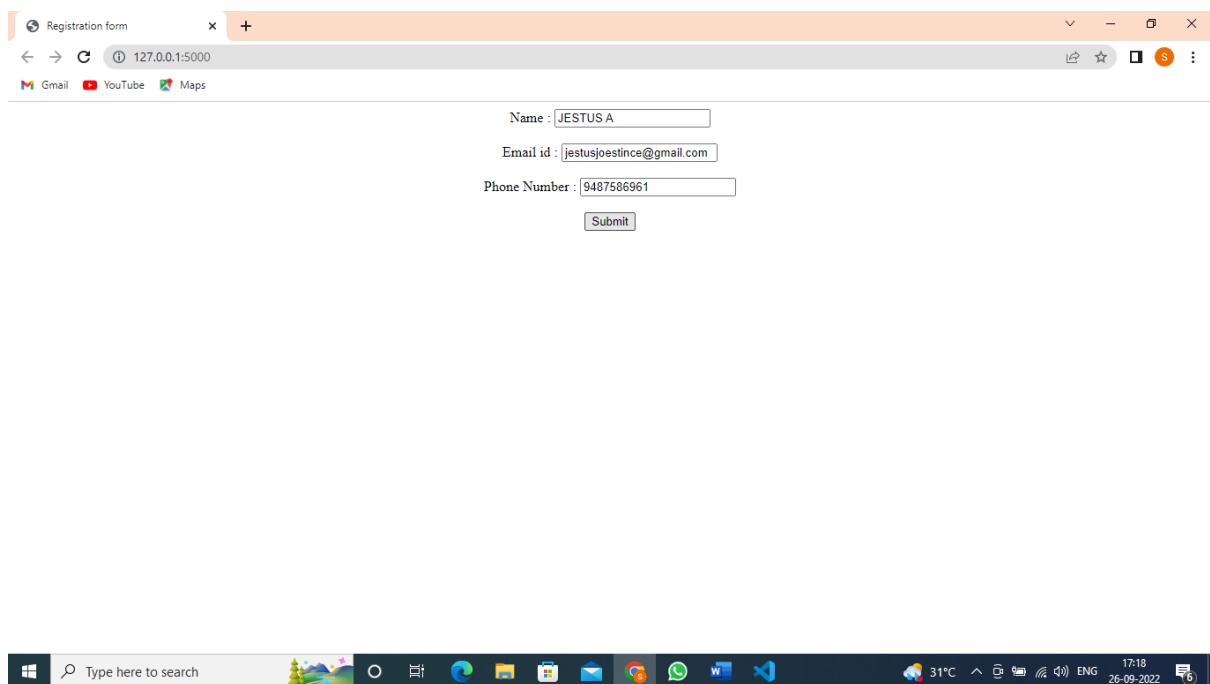 Registration form
127.0.0.1:5000
S
Gmail YouTube Maps
Name : JESTUS A
Email id : jestusjoestince@gmail.com
Phone Number : 9487586961
Submit
Type here to search
31°C ENG
17:18
26-09-2022
6